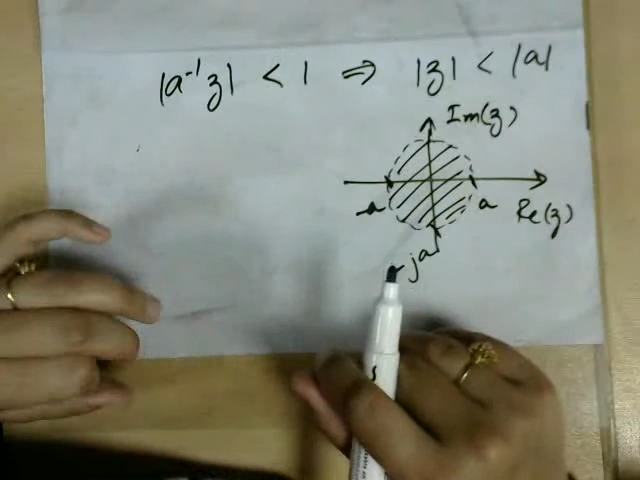 |a⁻¹z| < 1 ⇒ |z| < |a|
Im(z)
-a a Re(z)
-ja